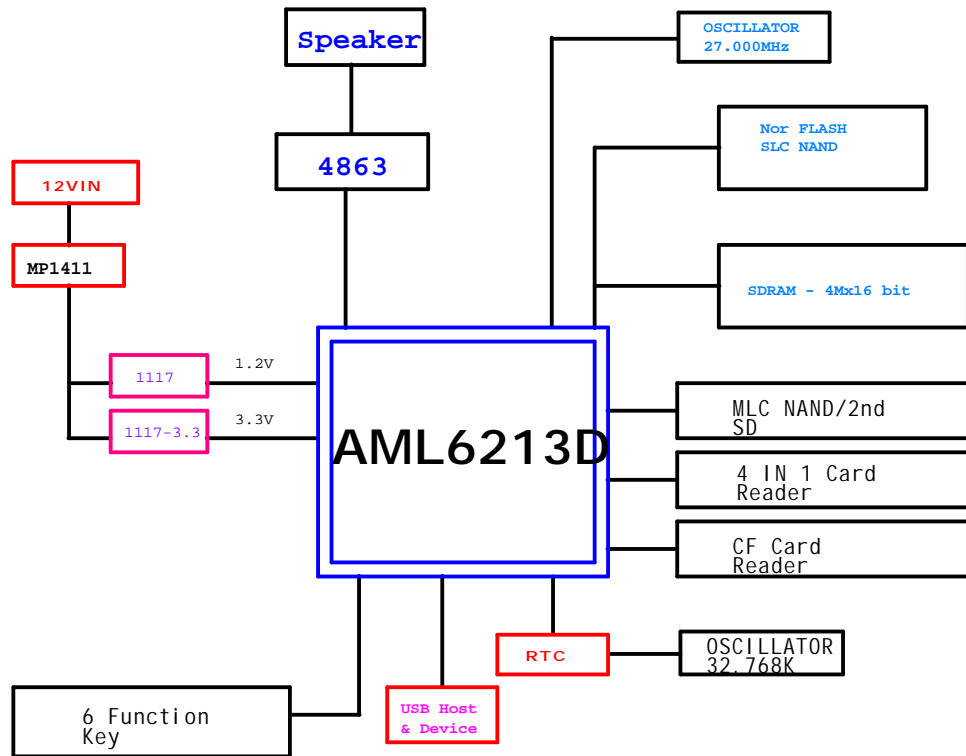 Speaker
OSCILLATOR
27.000MHz
4863
Nor FLASH
SLC NAND
12VIN
MP1411
SDRAM - 4Mx16 bit
1117
1.2V
1117-3.3
3.3V
AML6213D
MLC NAND/2nd
SD
4 IN 1 Card
Reader
CF Card
Reader
RTC
OSCILLATOR
32.768K
6 Function
Key
USB Host
& Device